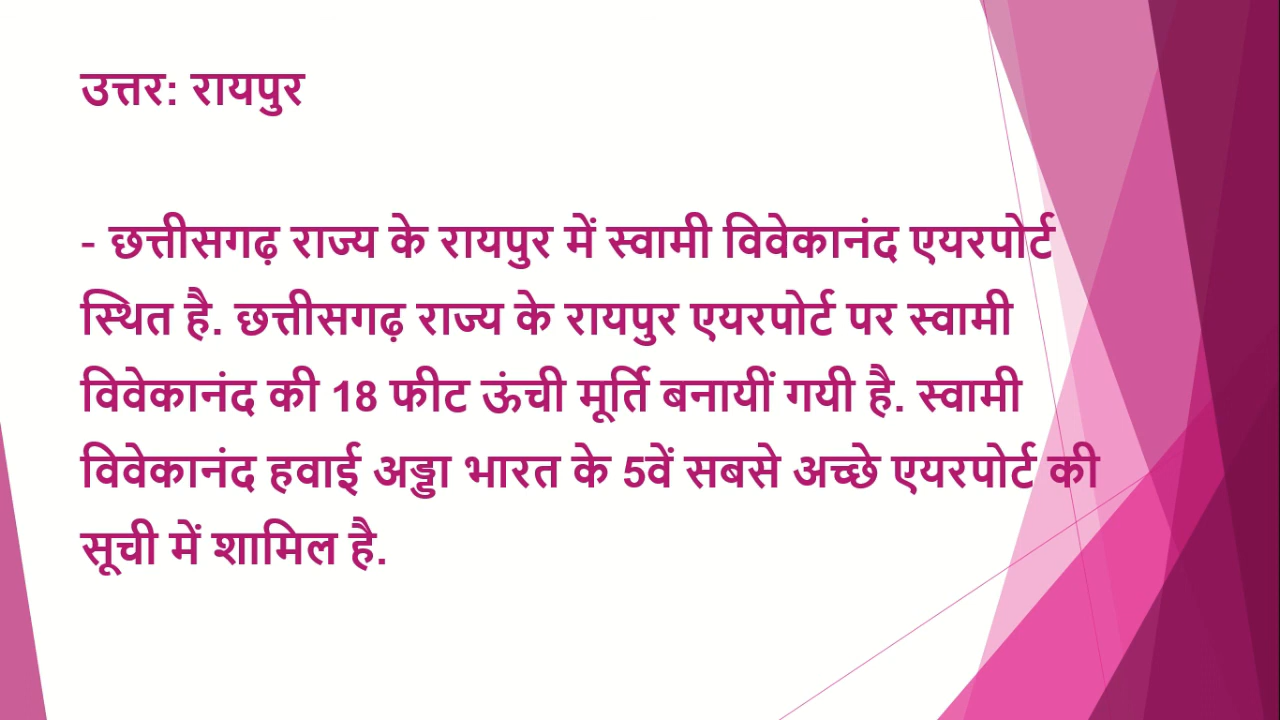 उत्तर: रायपुर
- छत्तीसगढ़ राज्य के रायपुर में स्वामी विवेकानंद एयरपोर्ट
स्थित है. छत्तीसगढ़ राज्य के रायपुर एयरपोर्ट पर स्वामी
विवेकानंद की 18 फीट ऊंची मूर्ति बनायीं गयी है. स्वामी
विवेकानंद हवाई अड्डा भारत के 5वें सबसे अच्छे एयरपोर्ट की
सूची में शामिल है.